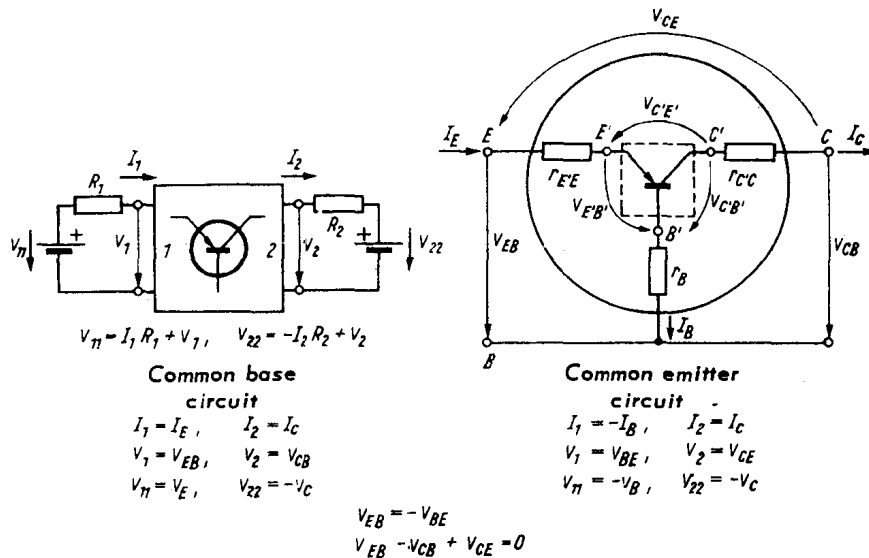 V_CE
I_E E E' V_C'E' C' C I_C
r_E'E r_C'C
V_E'B' V_C'B'
B'
V_EB r_B V_CB
I_B
B
I_1 I_2
R_1 R_2
+ +
V_11 V_1 1 2 V_2 V_22
V_11 = I_1 R_1 + V_1, V_22 = -I_2 R_2 + V_2
Common base
circuit
I_1 = I_E, I_2 = I_C
V_1 = V_EB, V_2 = V_CB
V_11 = V_E, V_22 = -V_C
Common emitter
circuit
I_1 = -I_B, I_2 = I_C
V_1 = V_BE, V_2 = V_CE
V_11 = -V_B, V_22 = -V_C
V_EB = -V_BE
V_EB - V_CB + V_CE = 0